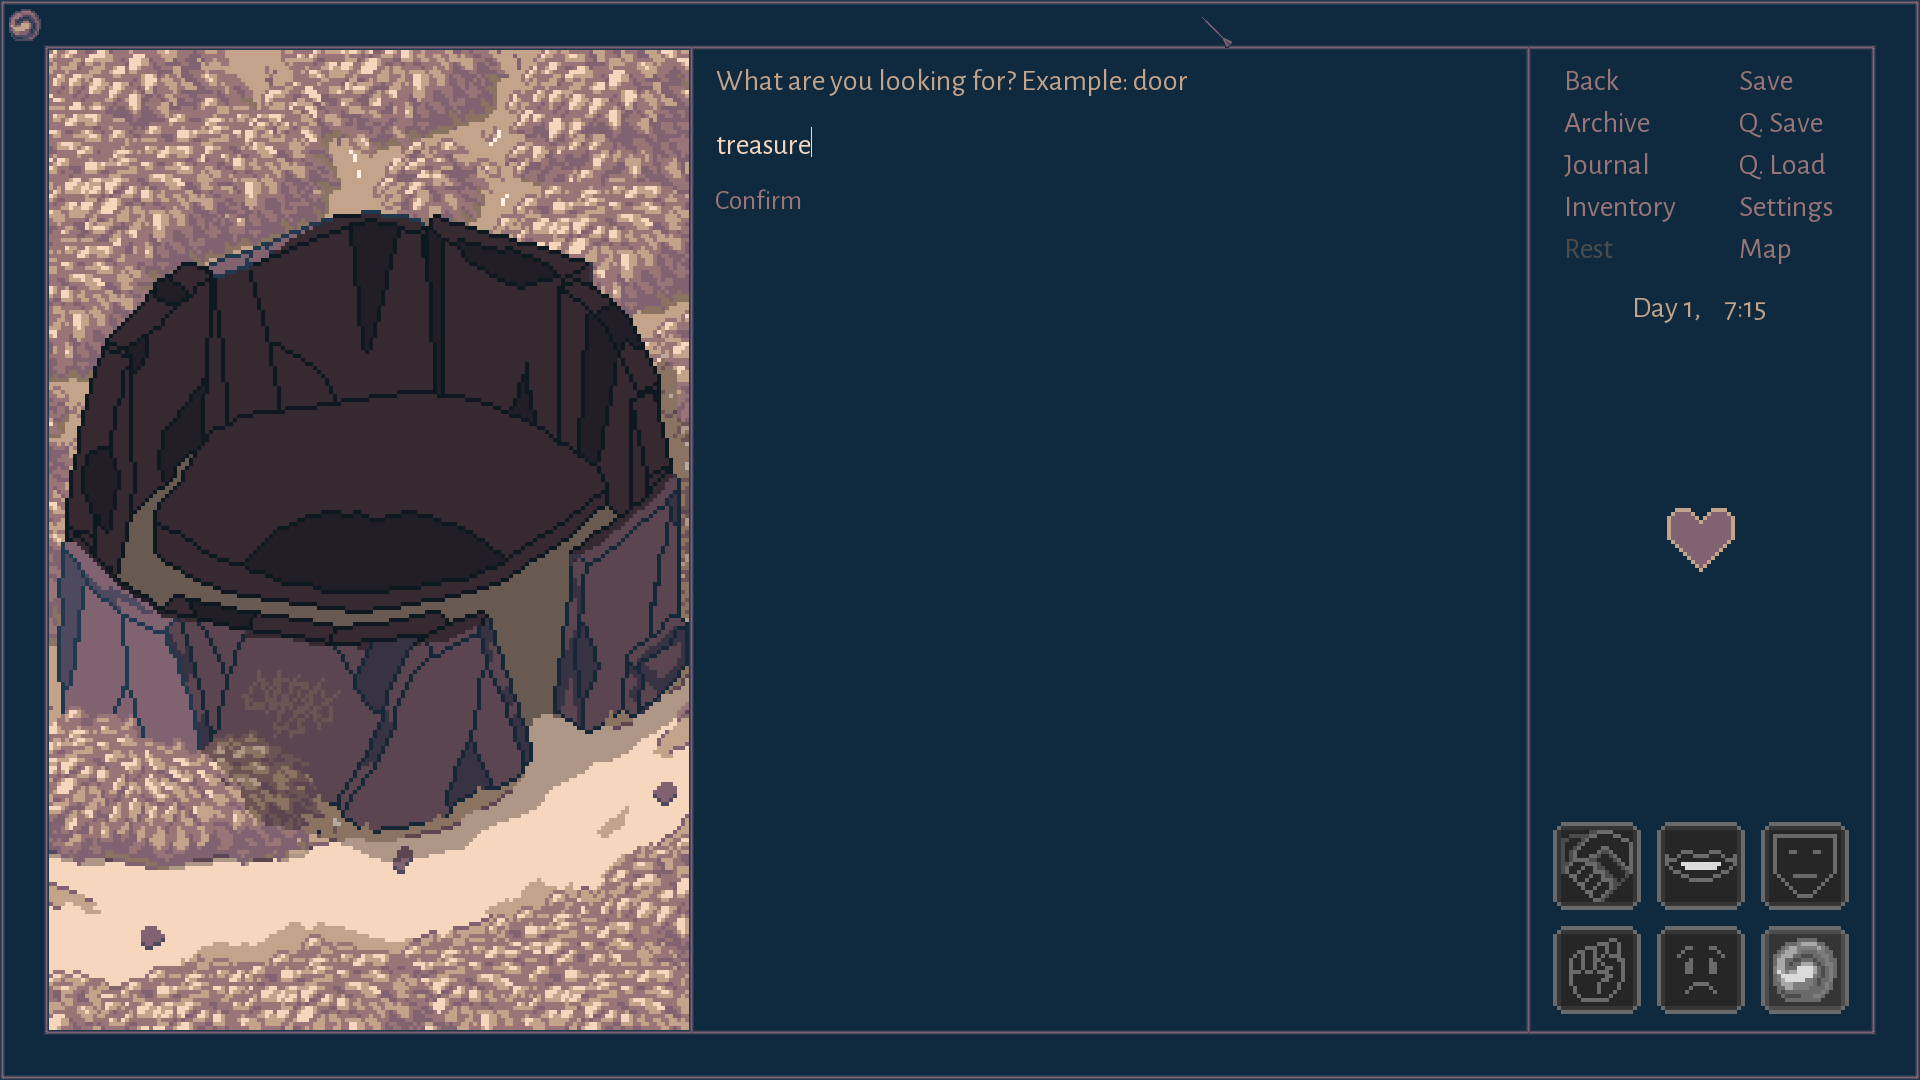 What are you looking for? Example: door
treasure
Confirm
Back Save
Archive Q. Save
Journal Q. Load
Inventory Settings
Rest Map
Day 1, 7:15